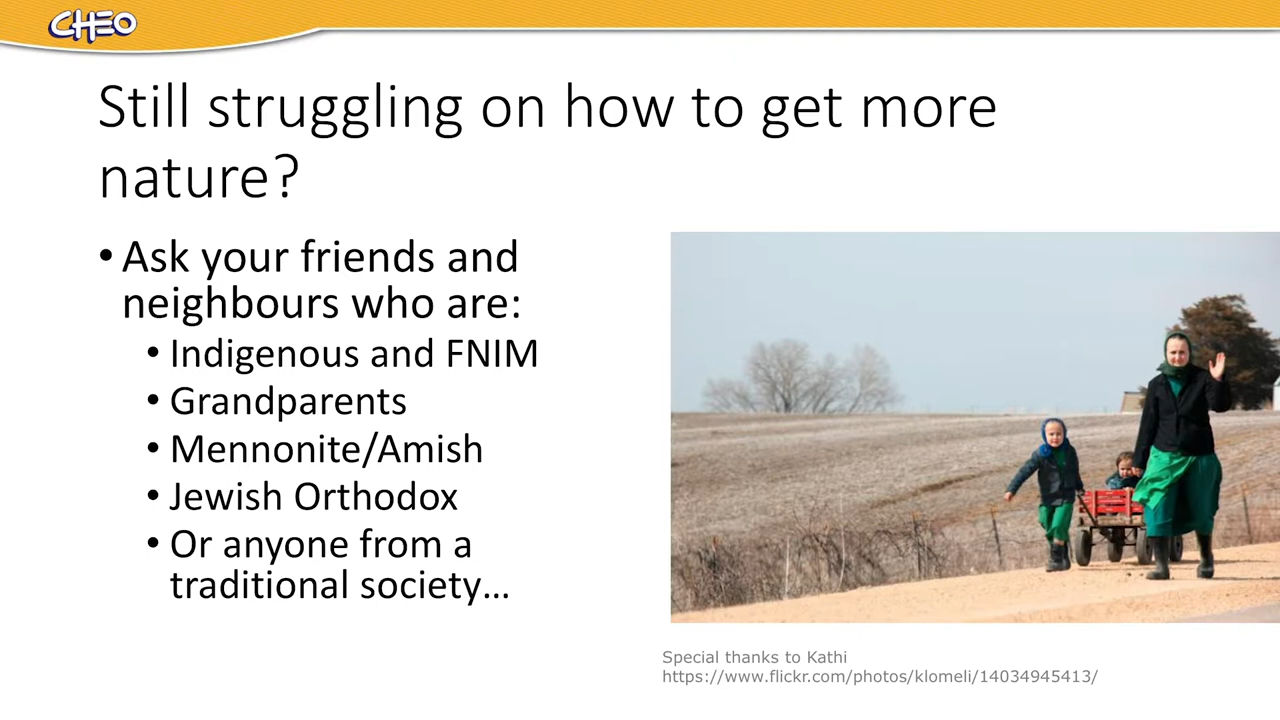 CHEO
Still struggling on how to get more
nature?
• Ask your friends and
neighbours who are:
• Indigenous and FNIM
• Grandparents
• Mennonite/Amish
• Jewish Orthodox
• Or anyone from a
traditional society…
Special thanks to Kathi
https://www.flickr.com/photos/klomeli/14034945413/